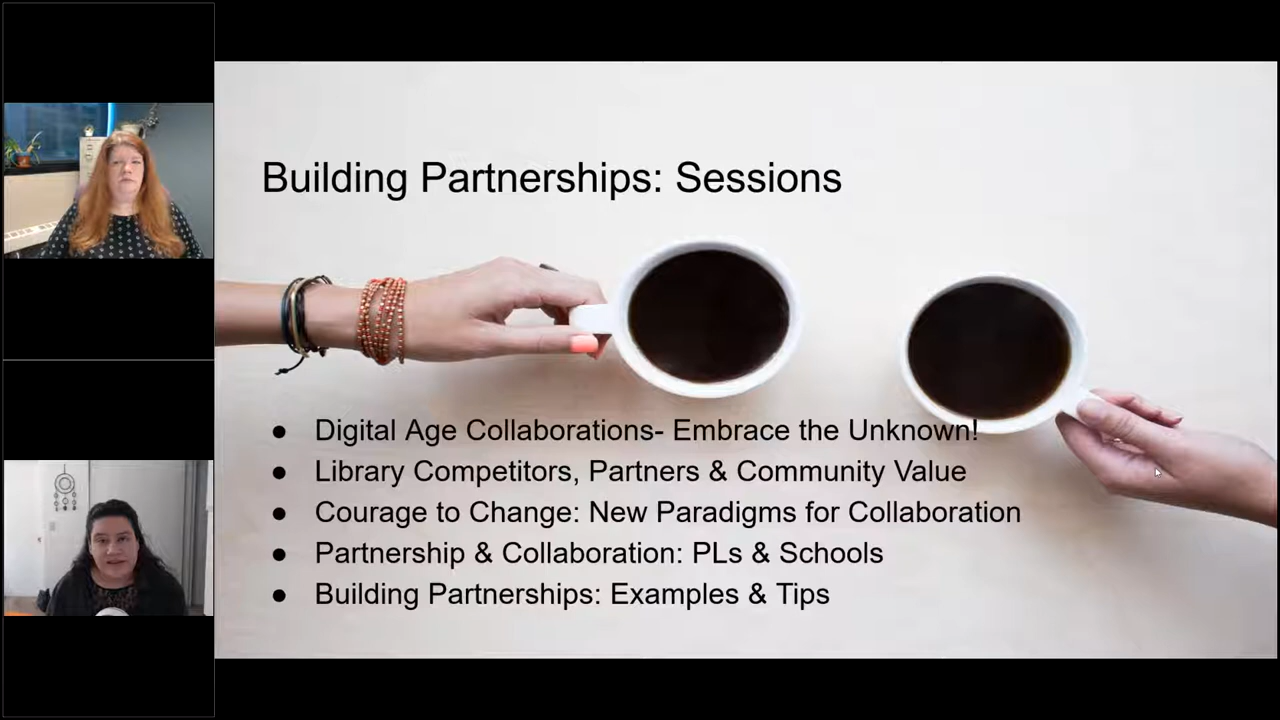 Building Partnerships: Sessions
● Digital Age Collaborations- Embrace the Unknown!
● Library Competitors, Partners & Community Value
● Courage to Change: New Paradigms for Collaboration
● Partnership & Collaboration: PLs & Schools
● Building Partnerships: Examples & Tips